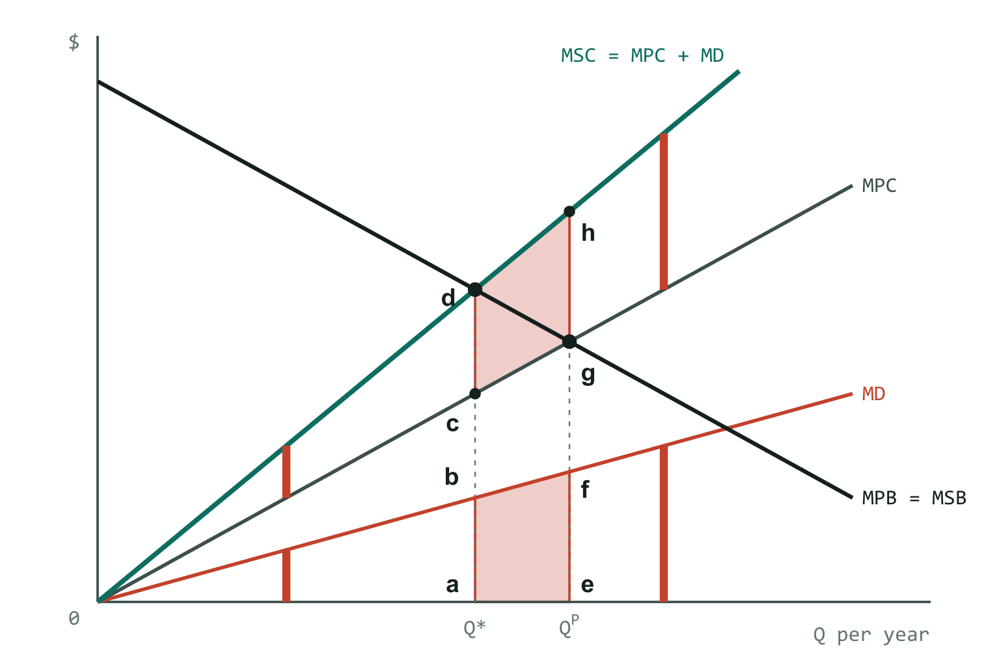 $
MSC = MPC + MD
MPC
h
d
g
MD
c
b
f
MPB = MSB
a
e
0
Q*
Qᴾ
Q per year